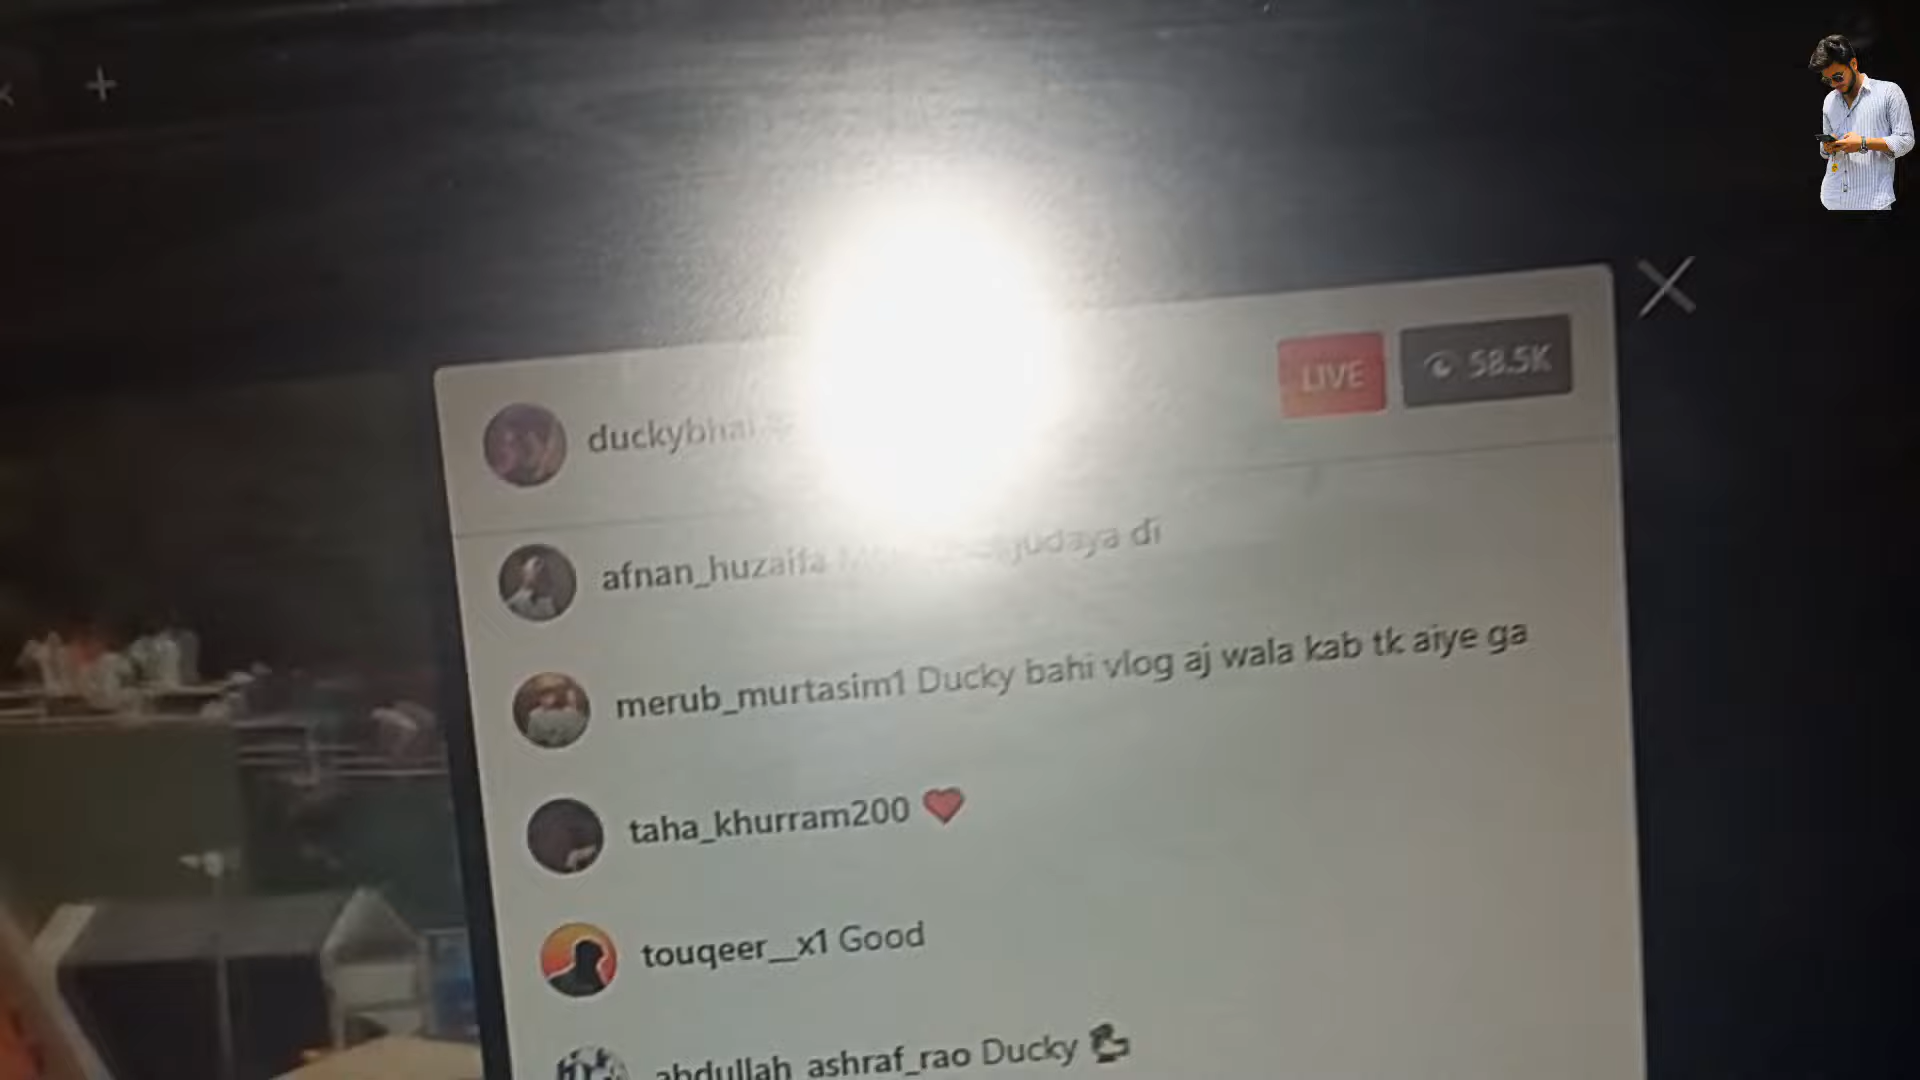 LIVE 58.5K
duckybhai
afnan_huzaifa
merub_murtasim1 Ducky bahi vlog aj wala kab tk aiye ga
taha_khurram200 ❤️
touqeer__x1 Good
abdullah_ashraf_rao Ducky